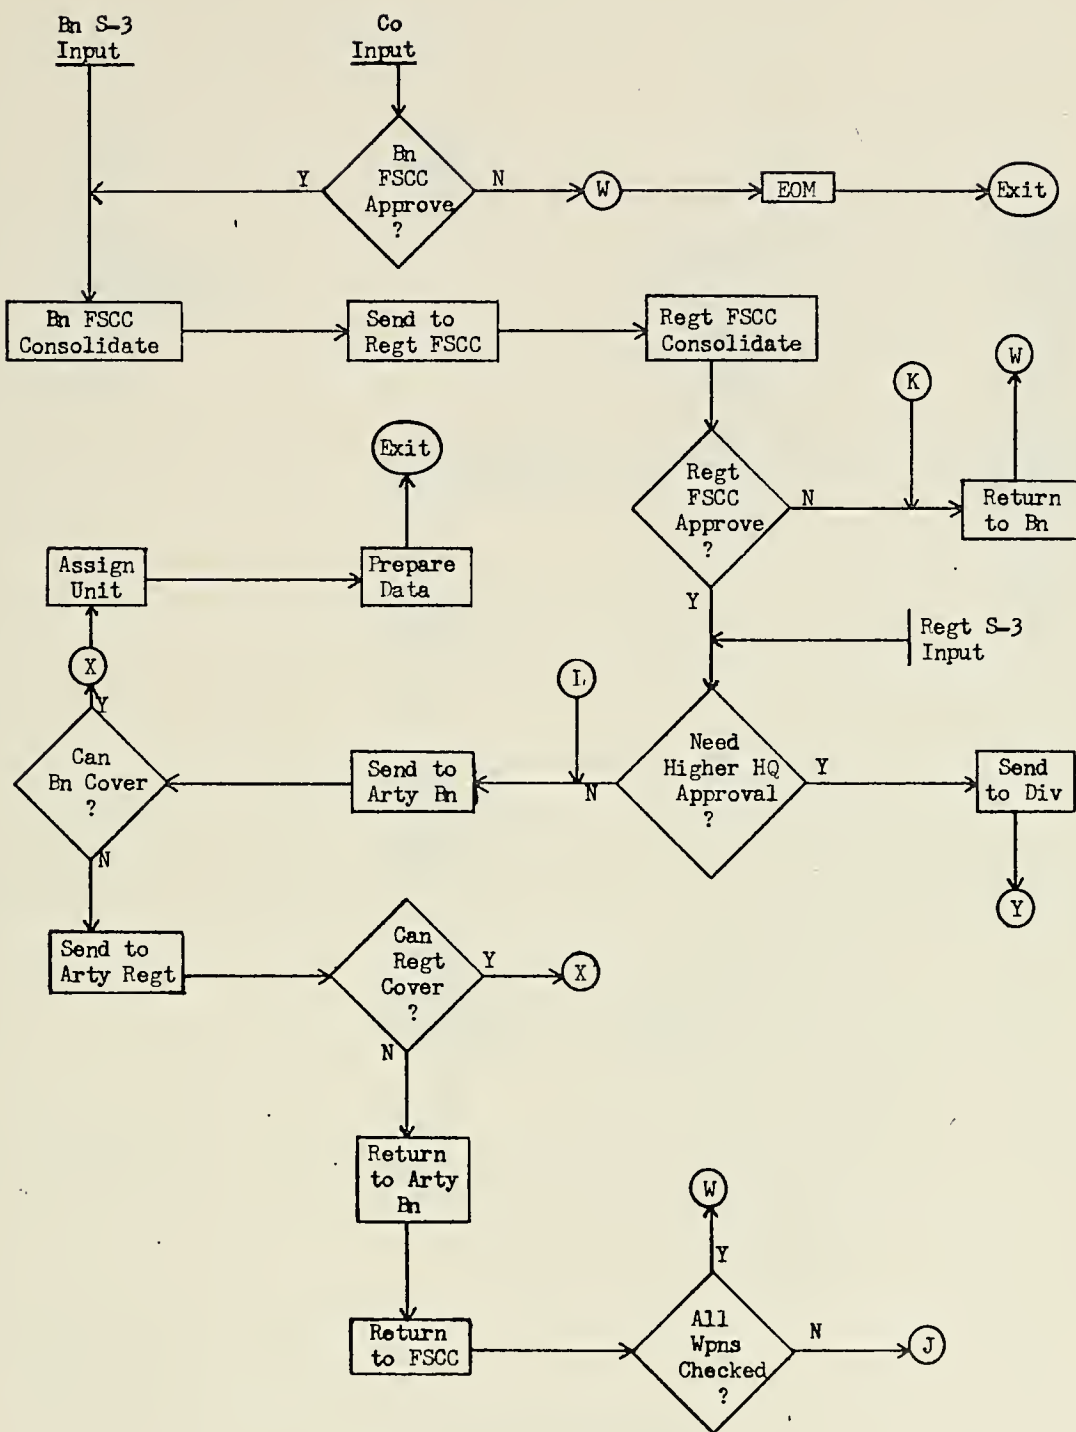 Bn S-3
Input
Co
Input
Bn
FSCC
Approve
?
Y
N
W
EOM
Exit
Bn FSCC
Consolidate
Send to
Regt FSCC
Regt FSCC
Consolidate
W
K
Exit
Regt
FSCC
Approve
?
N
Return
to Bn
Assign
Unit
Prepare
Data
Y
Regt S-3
Input
X
Y
L
Can
Bn Cover
?
Send to
Arty Bn
N
Need
Higher HQ
Approval
?
Y
Send
to Div
N
Y
Send to
Arty Regt
Can
Regt
Cover
?
Y
X
N
Return
to Arty
Bn
W
Y
Return
to FSCC
All
Wpns
Checked
?
N
J